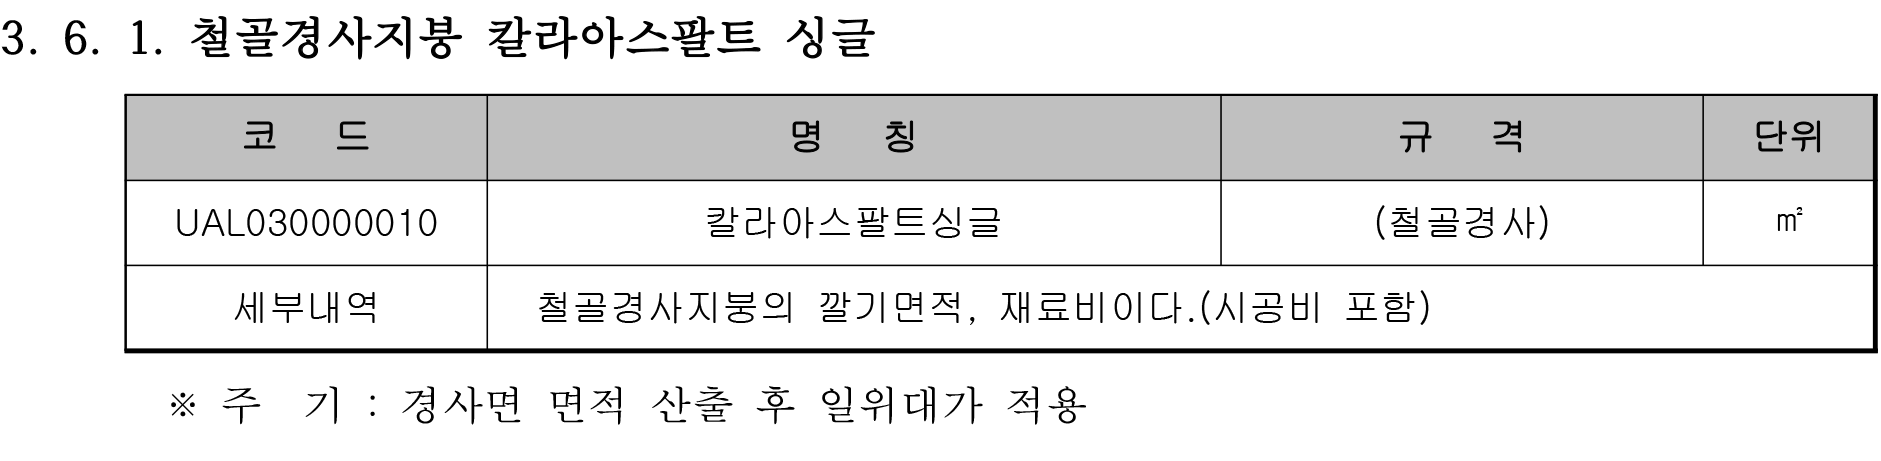 3. 6. 1. 철골경사지붕 칼라아스팔트 싱글
코 드 명 칭 규 격 단위
UAL030000010 칼라아스팔트싱글 (철골경사) ㎡
세부내역 철골경사지붕의 깔기면적, 재료비이다.(시공비 포함)
※ 주 기 : 경사면 면적 산출 후 일위대가 적용